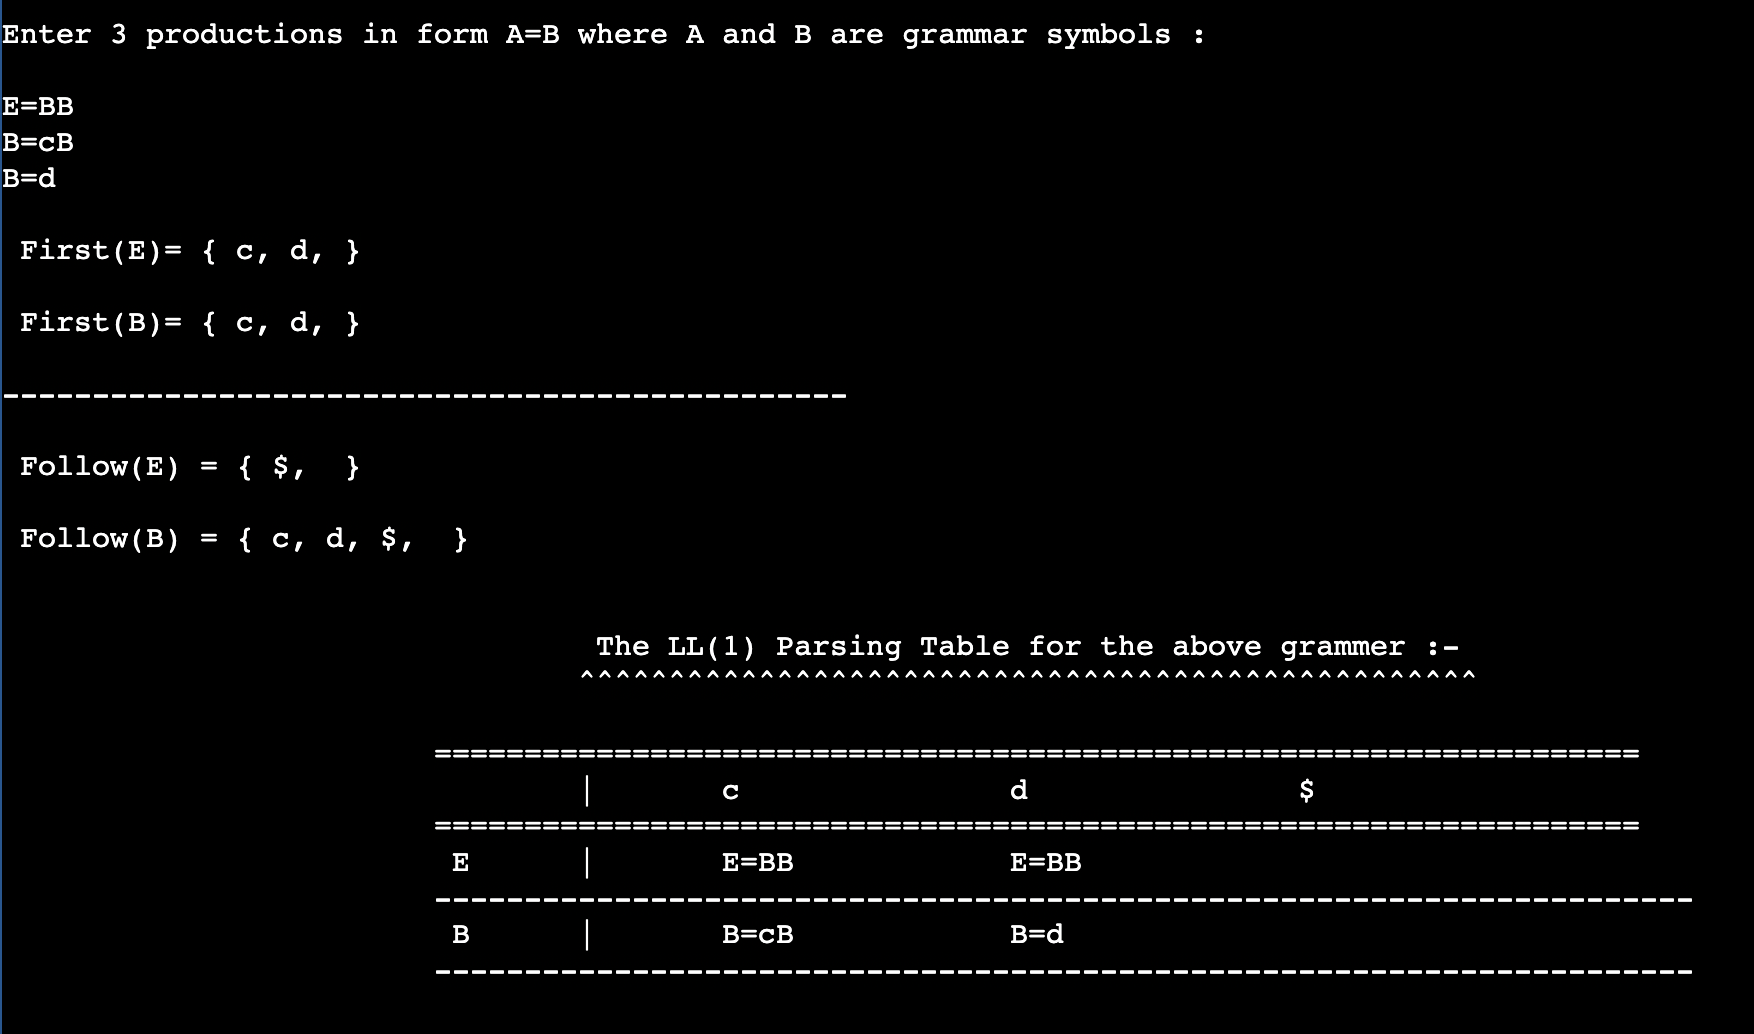 Enter 3 productions in form A=B where A and B are grammar symbols :
E=BB
B=cB
B=d
First(E)= { c, d, }
First(B)= { c, d, }
-----------------------------------------------
Follow(E) = { $,  }
Follow(B) = { c, d, $,  }
The LL(1) Parsing Table for the above grammer :-
^^^^^^^^^^^^^^^^^^^^^^^^^^^^^^^^^^^^^^^^^^^^^^^^^^
===================================================================
| c d $
===================================================================
E | E=BB E=BB
----------------------------------------------------------------------
B | B=cB B=d
----------------------------------------------------------------------